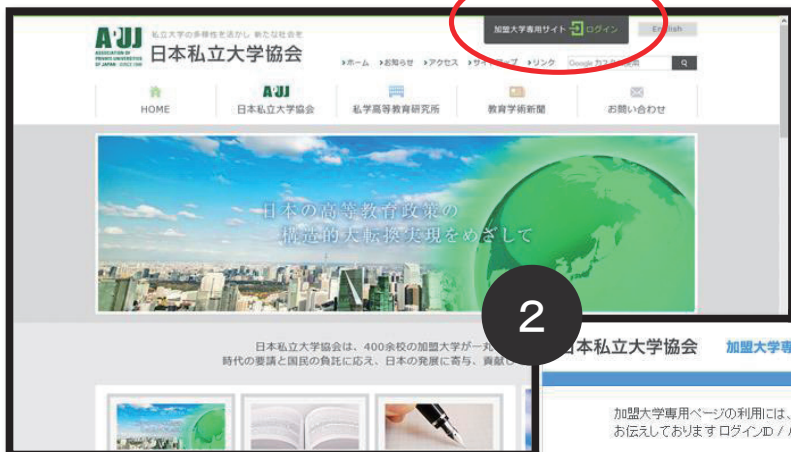 私立大学の多様性を活かし 新たな社会を
APUJ
ASSOCIATION OF
PRIVATE UNIVERSITIES
OF JAPAN
日本私立大学協会
加盟大学専用サイト ログイン
English
ホーム お知らせ アクセス サイトマップ リンク
Google
HOME
日本私立大学協会
私学高等教育研究所
教育学術新聞
お問い合わせ
日本の高等教育政策の
構造的大転換実現をめざして
2
日本私立大学協会は、400余校の加盟大学が一丸
時代の要請と国民の負託に応え、日本の発展に寄与、貢献し
本私立大学協会 加盟大学専
加盟大学専用ページの利用には、
お伝えしております ログインID /